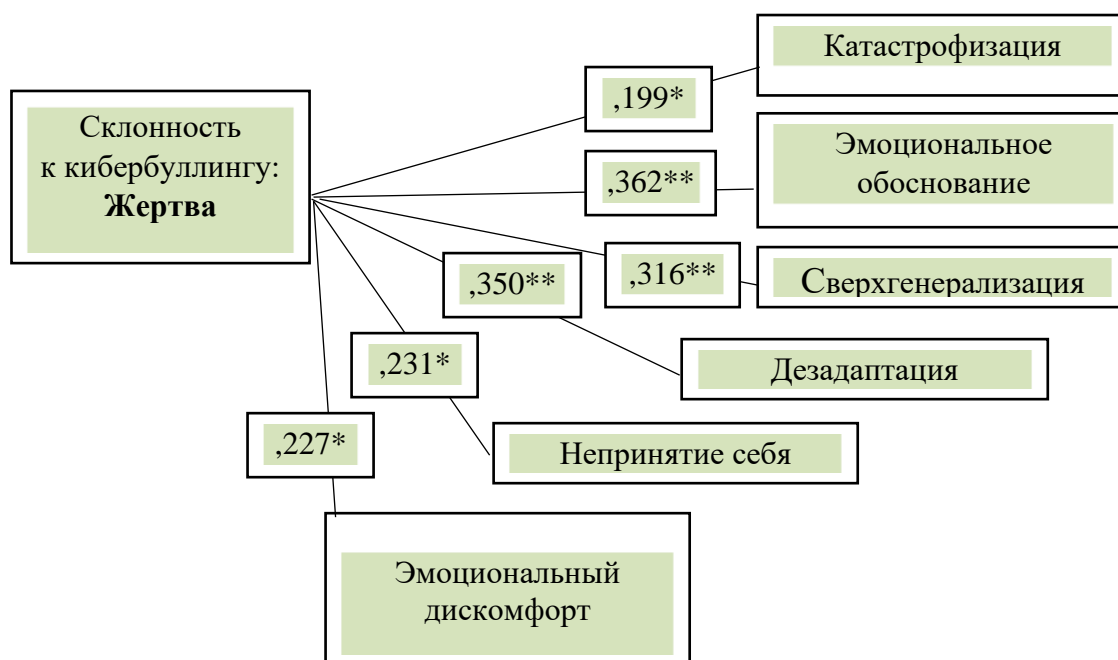 Склонность
к кибербуллингу:
Жертва
,199*
Катастрофизация
,362**
Эмоциональное
обоснование
,316**
Сверхгенерализация
,350**
Дезадаптация
,231*
Непринятие себя
,227*
Эмоциональный
дискомфорт